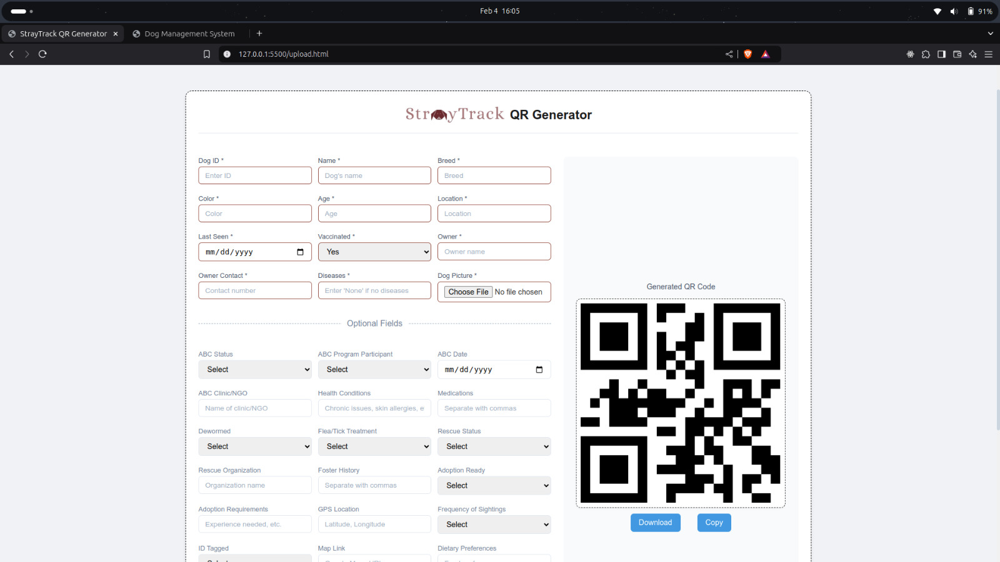 Feb 4 16:05
91%
StrayTrack QR Generator
Dog Management System
127.0.0.1:5500/upload.html
StrayTrack QR Generator
Dog ID * Name * Breed *
Enter ID Dog's name Breed
Color * Age * Location *
Color Age Location
Last Seen * Vaccinated * Owner *
mm/dd/yyyy Yes Owner name
Owner Contact * Diseases * Dog Picture *
Contact number Enter 'None' if no diseases Choose File No file chosen
Optional Fields
ABC Status ABC Program Participant ABC Date
Select Select mm/dd/yyyy
ABC Clinic/NGO Health Conditions Medications
Name of clinic/NGO Chronic issues, skin allergies, e Separate with commas
Dewormed Flea/Tick Treatment Rescue Status
Select Select Select
Rescue Organization Foster History Adoption Ready
Organization name Separate with commas Select
Adoption Requirements GPS Location Frequency of Sightings
Experience needed, etc. Latitude, Longitude Select
ID Tagged Map Link Dietary Preferences
Generated QR Code
Download Copy